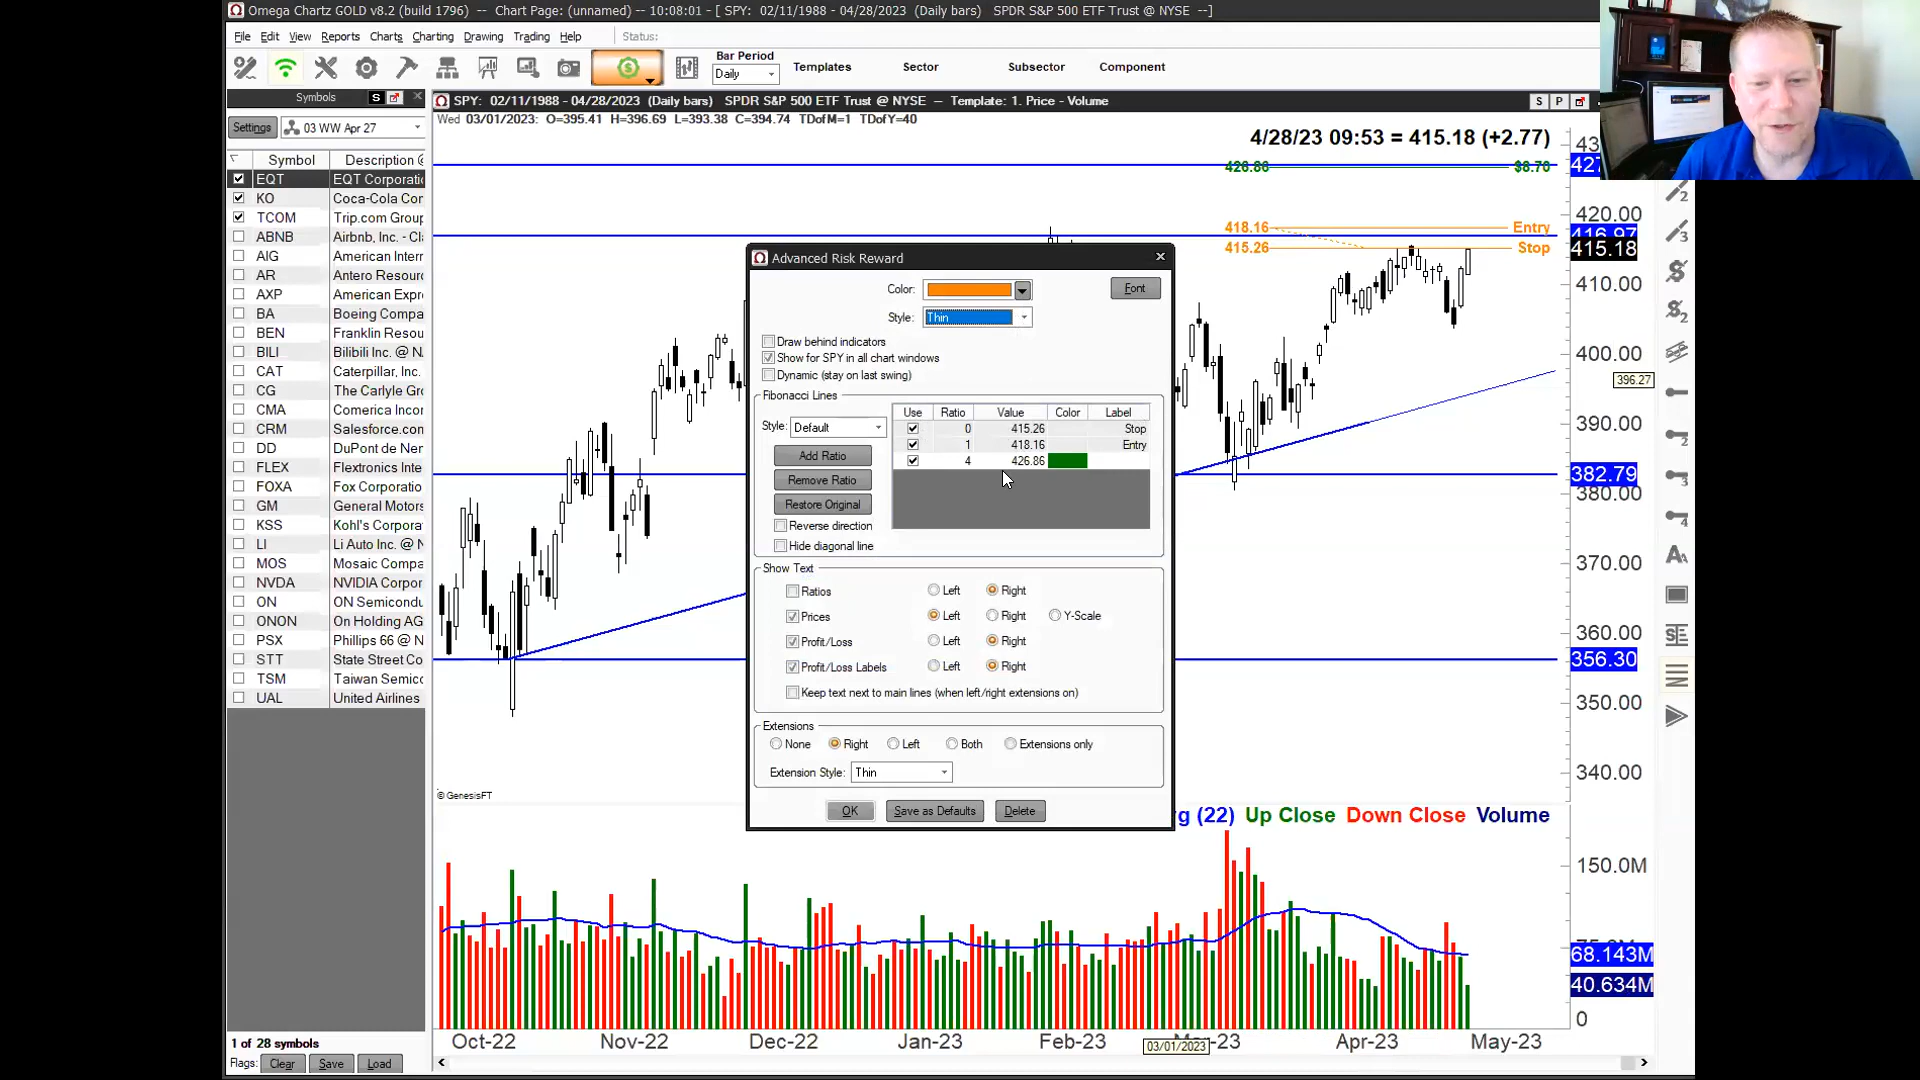 Omega Chartz GOLD v8.2 (build 1796) -- Chart Page: (unnamed) -- 10:08:01 - [ SPY: 02/11/1988 - 04/28/2023 (Daily bars) SPDR S&P 500 ETF Trust @ NYSE --]
File Edit View Reports Charts Charting Drawing Trading Help Status:
Bar Period
Daily
Templates Sector Subsector Component
Symbols S
SPY: 02/11/1988 - 04/28/2023 (Daily bars) SPDR S&P 500 ETF Trust @ NYSE -- Template: 1. Price - Volume
S P
Wed 03/01/2023: O=395.41 H=396.69 L=393.38 C=394.74 TDofM=1 TDofY=40
Settings 03 WW Apr 27
Symbol Description
EQT EQT Corporati
KO Coca-Cola Cor
TCOM Trip.com Group
ABNB Airbnb, Inc. - Cla
AIG American Intern
AR Antero Resourc
AXP American Expre
BA Boeing Compa
BEN Franklin Resour
BILI Bilibili Inc. @ N
CAT Caterpillar, Inc.
CG The Carlyle Gro
CMA Comerica Incor
CRM Salesforce.com
DD DuPont de Nen
FLEX Flextronics Inte
FOXA Fox Corporation
GM General Motors
KSS Kohl's Corpora
LI Li Auto Inc. @ N
MOS Mosaic Compa
NVDA NVIDIA Corpor
ON ON Semicondu
ONON On Holding AG
PSX Phillips 66 @ N
STT State Street Co
TSM Taiwan Semico
UAL United Airlines
1 of 28 symbols
Flags: Clear Save Load
4/28/23 09:53 = 415.18 (+2.77)
426.86 $8.70
418.16 Entry
415.26 Stop
420.00
416.97
415.18
410.00
400.00
396.27
390.00
382.79
380.00
370.00
360.00
356.30
350.00
340.00
Advanced Risk Reward
Color:
Font
Style: Thin
Draw behind indicators
Show for SPY in all chart windows
Dynamic (stay on last swing)
Fibonacci Lines
Style: Default
Add Ratio
Remove Ratio
Restore Original
Reverse direction
Hide diagonal line
Use Ratio Value Color Label
0 415.26 Stop
1 418.16 Entry
4 426.86
Show Text
Ratios Left Right
Prices Left Right Y-Scale
Profit/Loss Left Right
Profit/Loss Labels Left Right
Keep text next to main lines (when left/right extensions on)
Extensions
None Right Left Both Extensions only
Extension Style: Thin
OK Save as Defaults Delete
© GenesisFT
(22) Up Close Down Close Volume
150.0M
68.143M
40.634M
0
Oct-22 Nov-22 Dec-22 Jan-23 Feb-23 03/01/2023 Apr-23 May-23